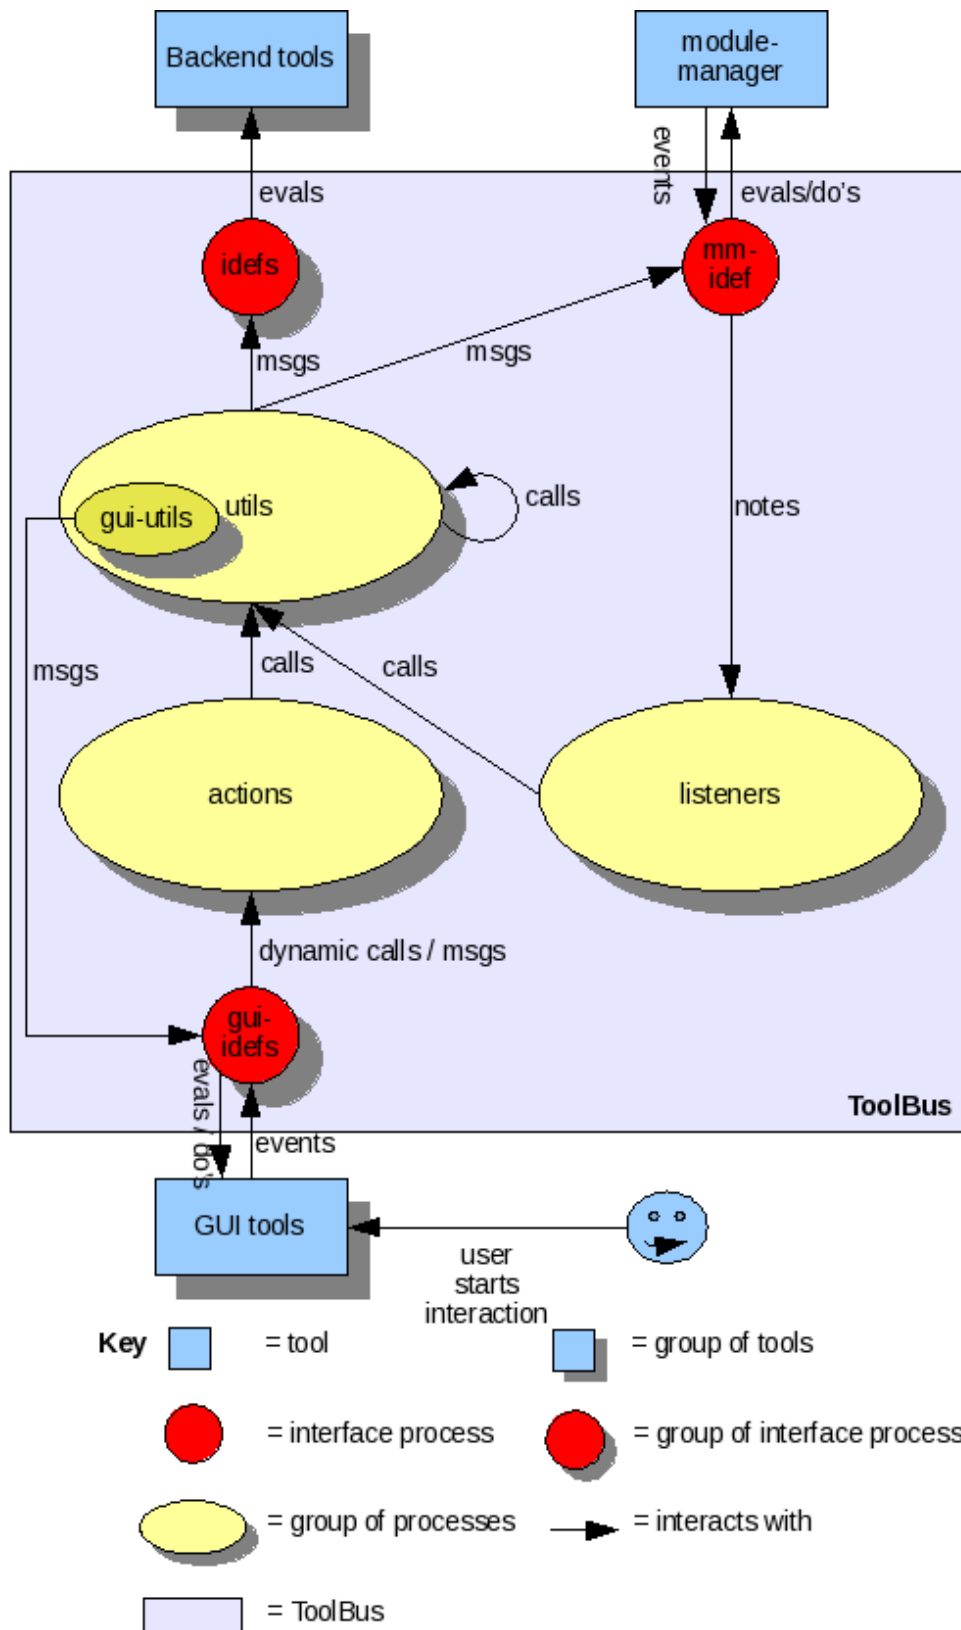 Backend tools
module-
manager
events
evals
evals/do's
idefs
mm-
idef
msgs
msgs
gui-utils
utils
calls
notes
msgs
calls
calls
actions
listeners
dynamic calls / msgs
gui-
idefs
evals / do's
ToolBus
events
GUI tools
user
starts
interaction
Key
= tool
= group of tools
= interface process
= group of interface process
= group of processes
= interacts with
= ToolBus